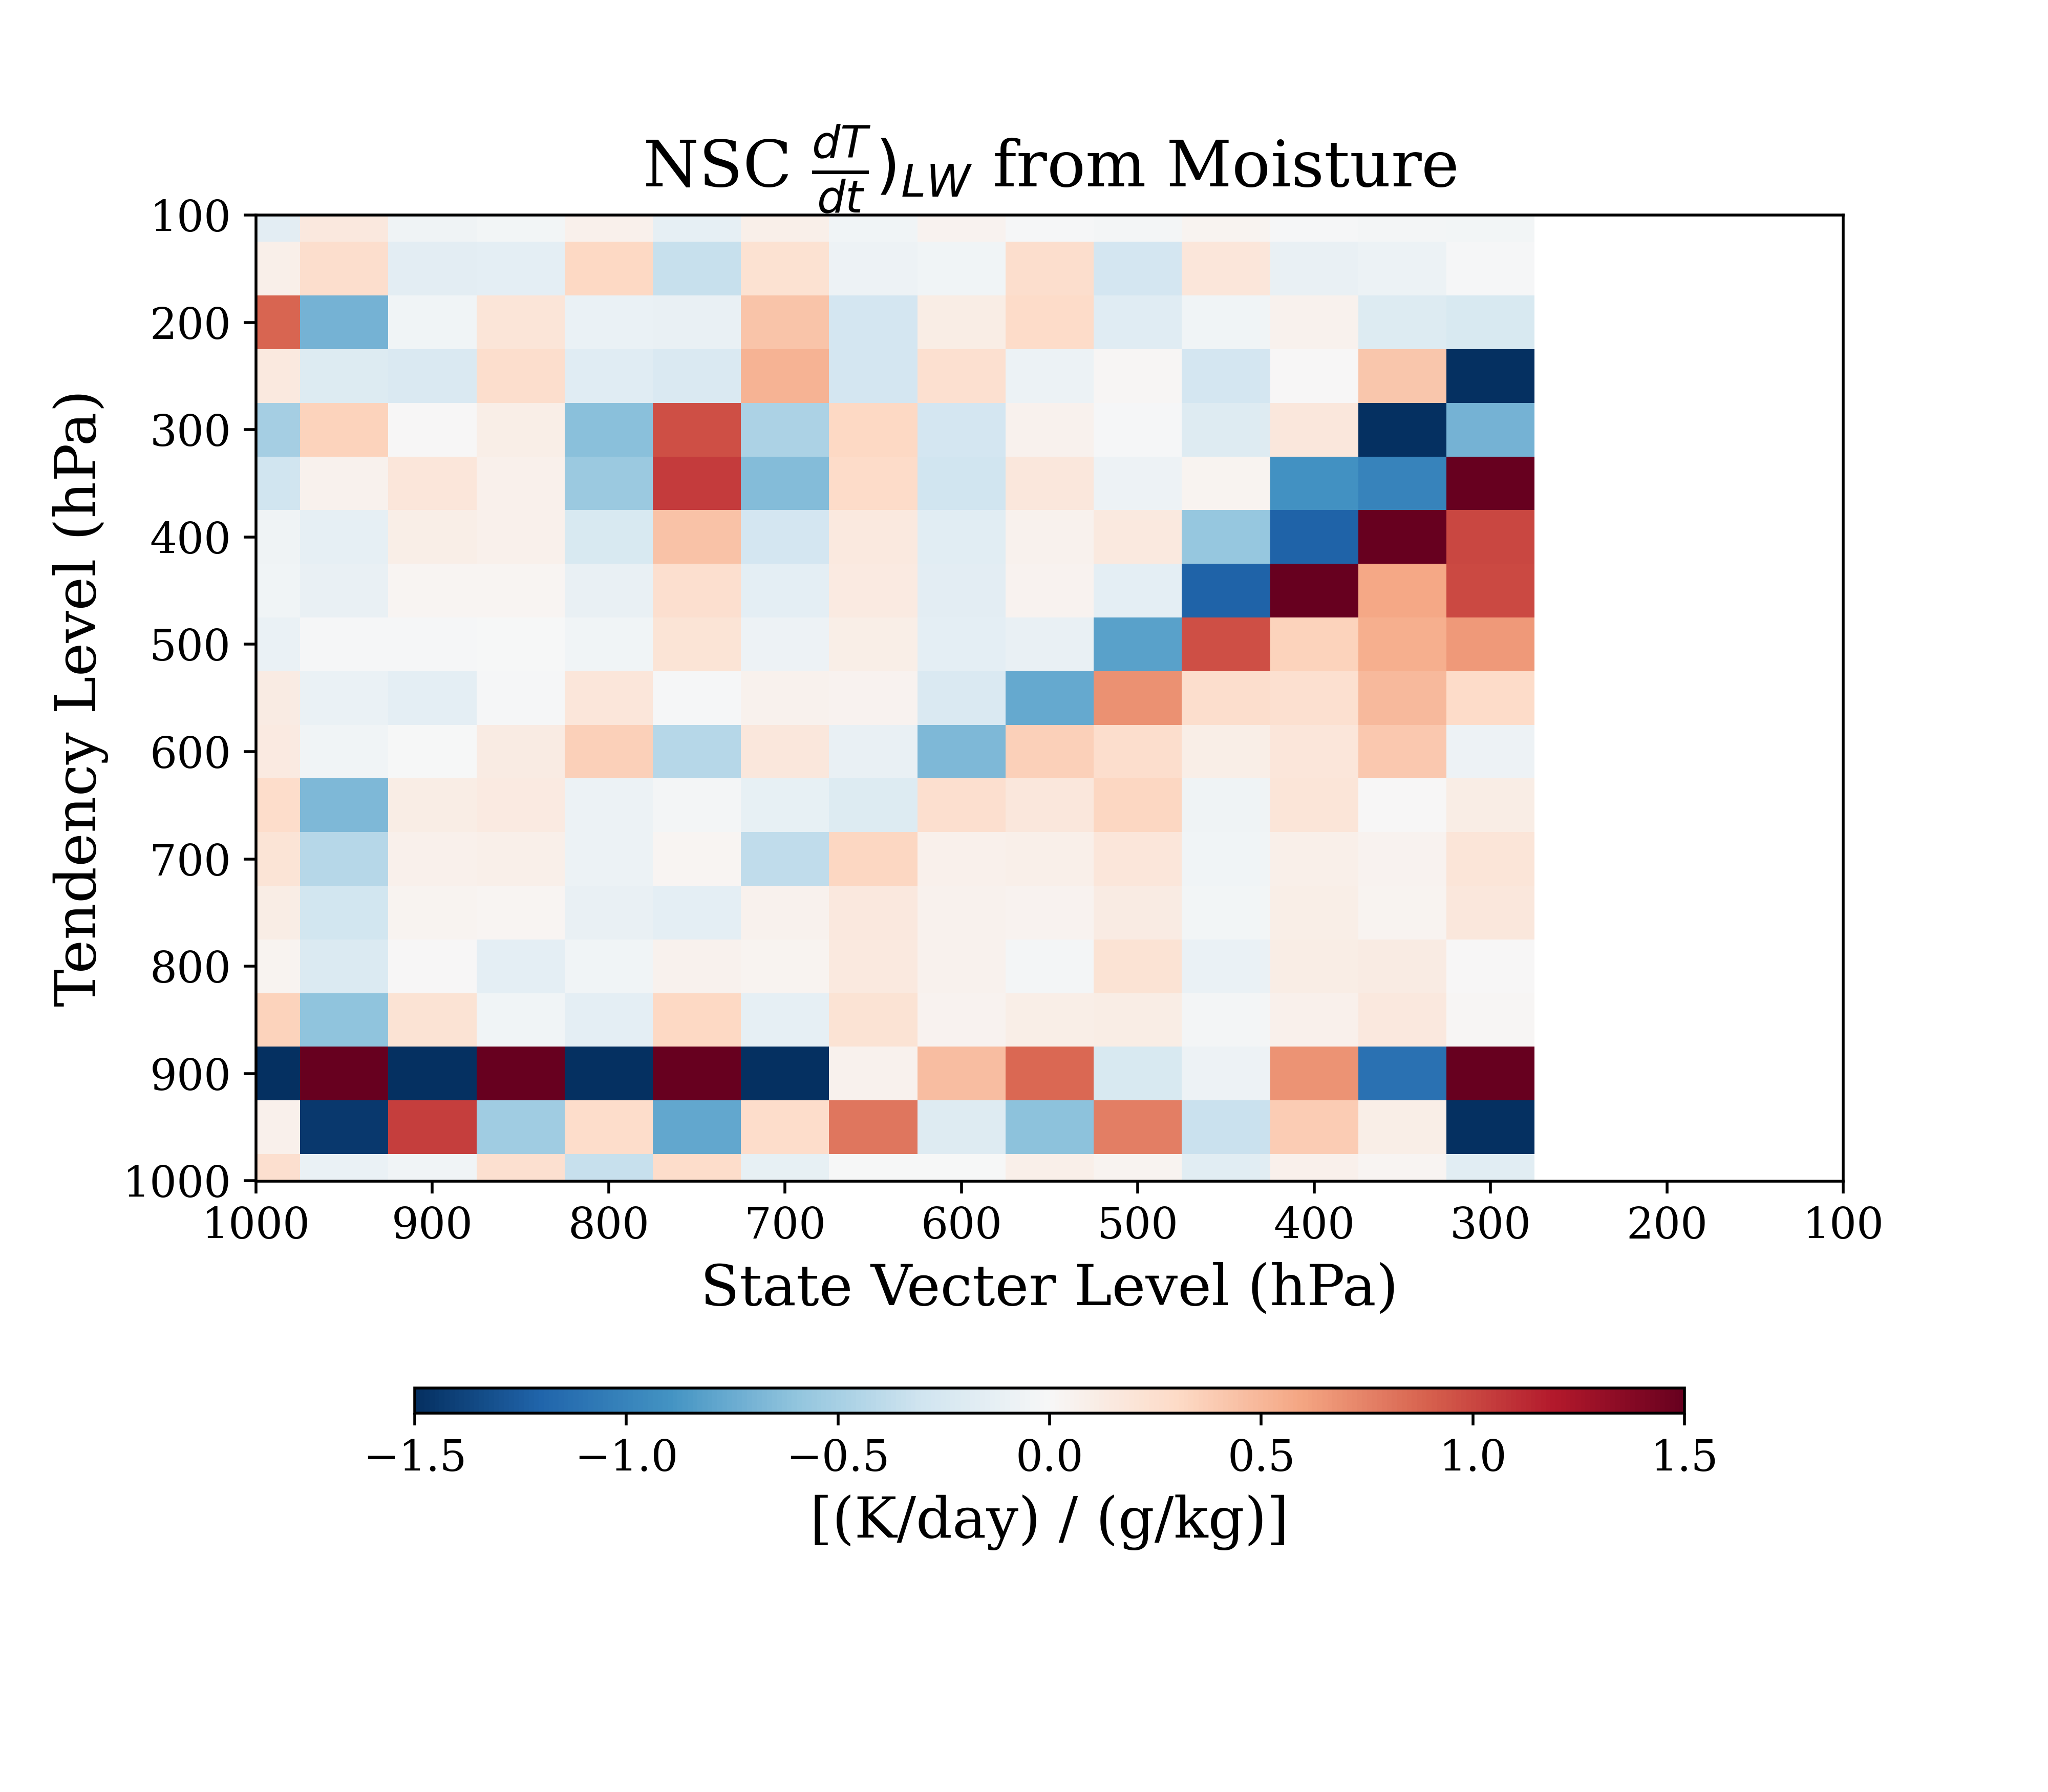 NSC dT/dt)LW from Moisture
100
200
300
400
500
600
700
800
900
1000
Tendency Level (hPa)
1000 900 800 700 600 500 400 300 200 100
State Vecter Level (hPa)
−1.5 −1.0 −0.5 0.0 0.5 1.0 1.5
[(K/day) / (g/kg)]